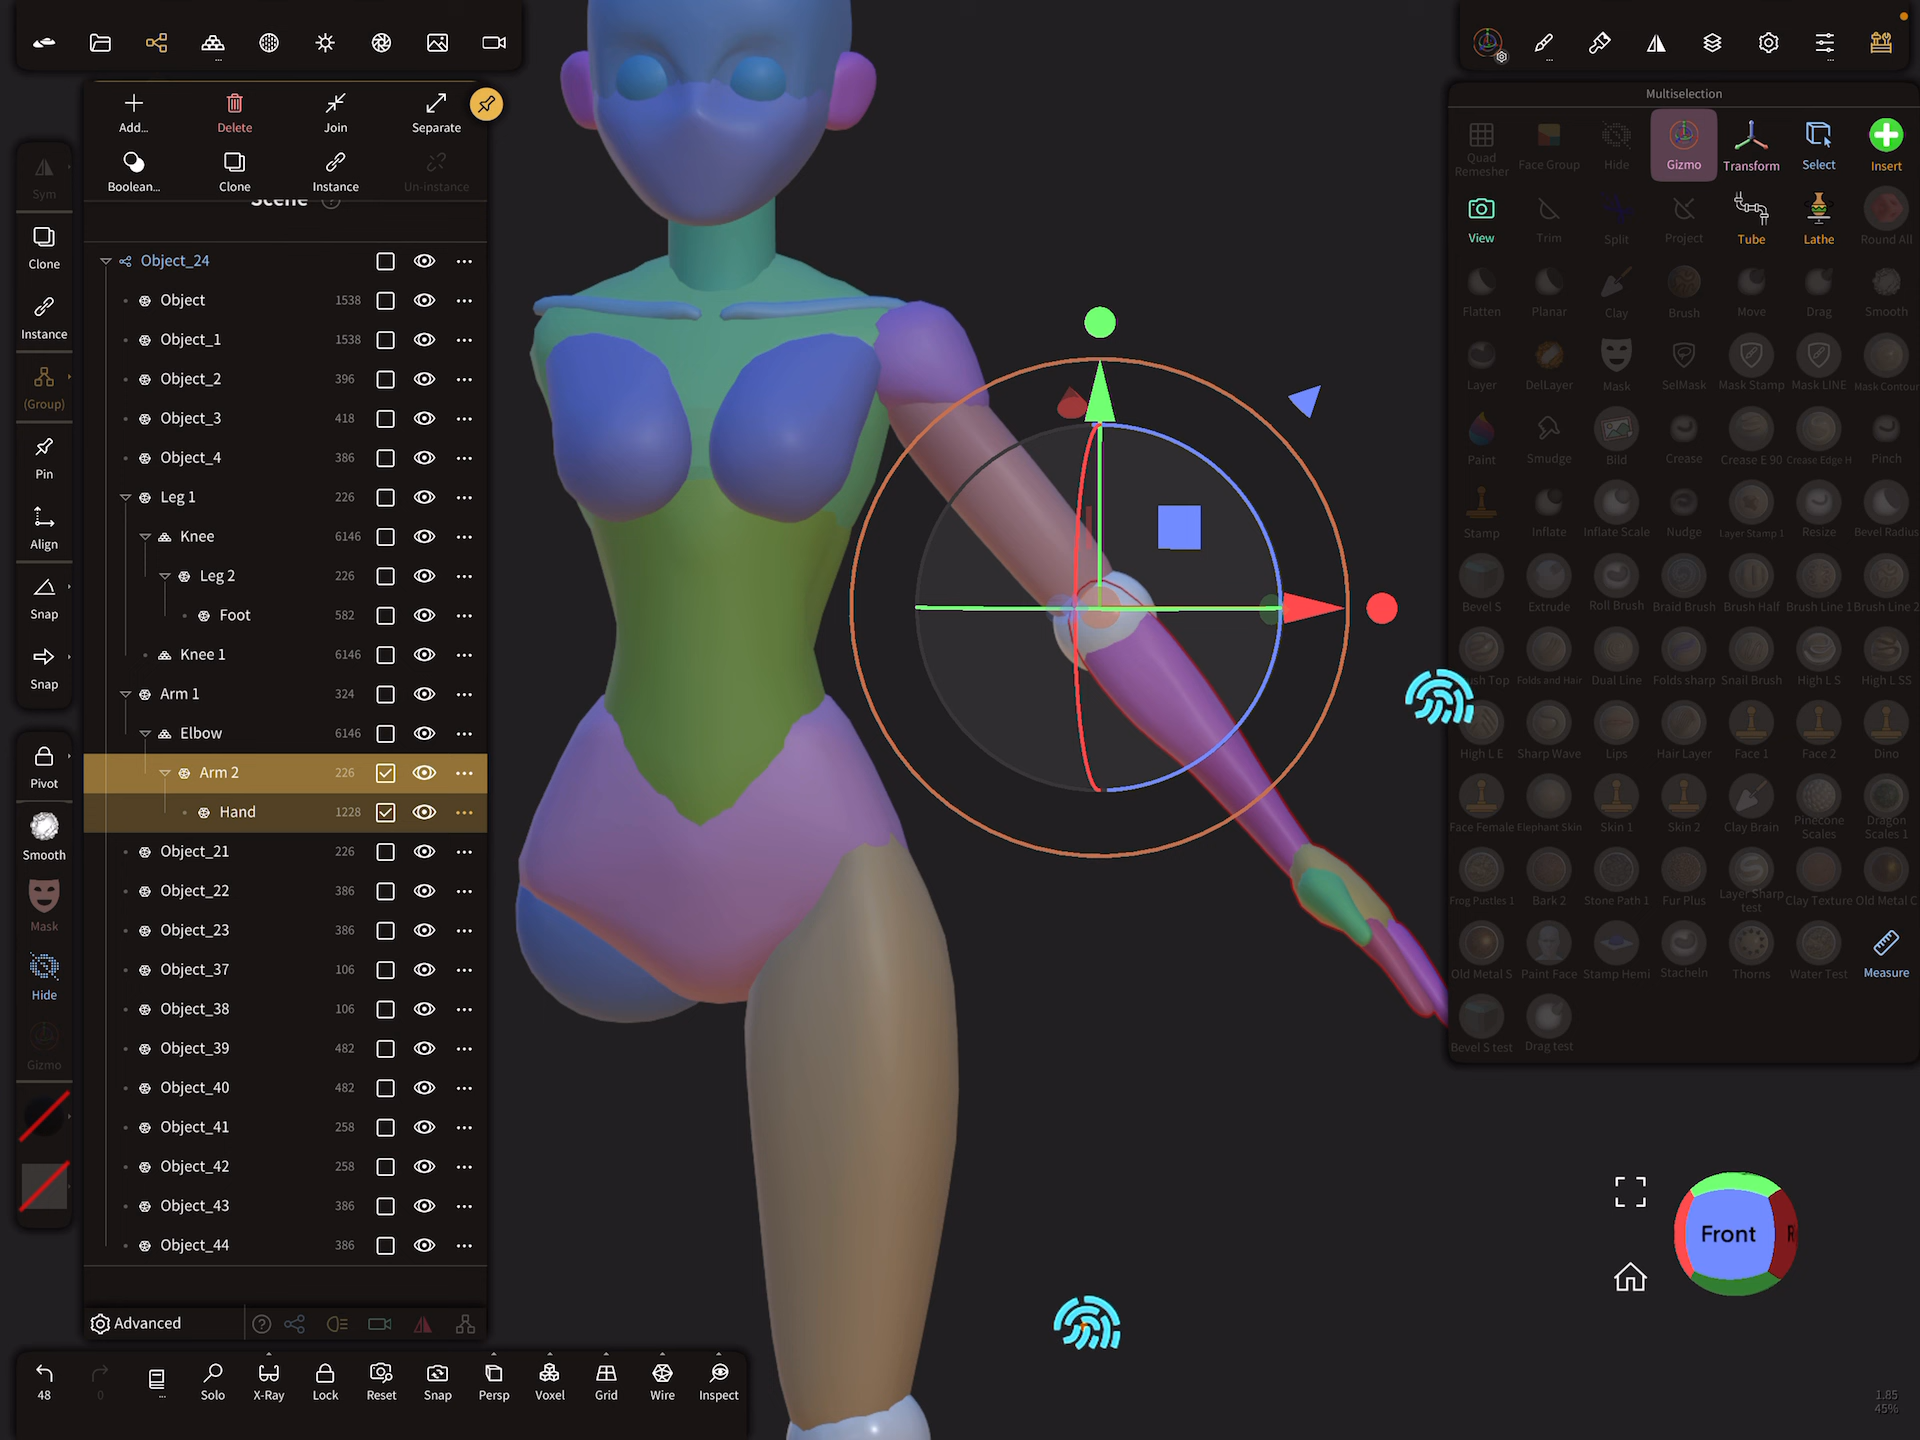 Add...
Delete
Join
Separate
Boolean...
Clone
Instance
Un-instance
Scene
Object_24
Object 1538
Object_1 1538
Object_2 396
Object_3 418
Object_4 386
Leg 1 226
Knee 6146
Leg 2 226
Foot 582
Knee 1 6146
Arm 1 324
Elbow 6146
Arm 2 226
Hand 1228
Object_21 226
Object_22 386
Object_23 386
Object_37 106
Object_38 106
Object_39 482
Object_40 482
Object_41 258
Object_42 258
Object_43 386
Object_44 386
Advanced
Sym
Clone
Instance
(Group)
Pin
Align
Snap
Snap
Pivot
Smooth
Mask
Hide
Gizmo
48
0
Solo
X-Ray
Lock
Reset
Snap
Persp
Voxel
Grid
Wire
Inspect
Multiselection
Quad Remesher
Face Group
Hide
Gizmo
Transform
Select
Insert
View
Trim
Split
Project
Tube
Lathe
Round All
Flatten
Planar
Clay
Brush
Move
Drag
Smooth
Layer
DelLayer
Mask
SelMask
Mask Stamp
Mask LINE
Mask Contour
Paint
Smudge
Bild
Crease
Crease E 90
Crease Edge H
Pinch
Stamp
Inflate
Inflate Scale
Nudge
Layer Stamp 1
Resize
Bevel Radius
Bevel S
Extrude
Roll Brush
Braid Brush
Brush Half
Brush Line 1
Brush Line 2
Top
Folds and Hair
Dual Line
Folds sharp
Snail Brush
High L S
High L SS
High L E
Sharp Wave
Lips
Hair Layer
Face 1
Face 2
Dino
Face Female
Elephant Skin
Skin 1
Skin 2
Clay Brain
Pinecone Scales
Dragon Scales 1
Frog Pustles 1
Bark 2
Stone Path 1
Fur Plus
Layer Sharp test
Clay Texture
Old Metal C
Old Metal S
Paint Face
Stamp Hemi
Stacheln
Thorns
Water Test
Measure
Bevel S test
Drag test
Front
R
1.85
45%